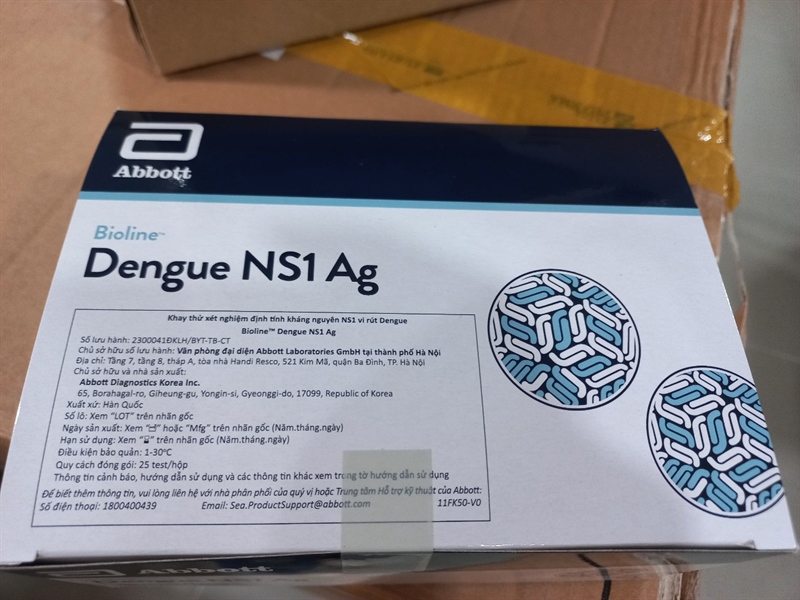 Abbott
Bioline™
Dengue NS1 Ag
Khay thử xét nghiệm định tính kháng nguyên NS1 vi rút Dengue
Bioline™ Dengue NS1 Ag
Số lưu hành: 2300041ĐKLH/BYT-TB-CT
Chủ sở hữu số lưu hành: Văn phòng đại diện Abbott Laboratories GmbH tại thành phố Hà Nội
Địa chỉ: Tầng 7, tầng 8, tháp A, tòa nhà Handi Resco, 521 Kim Mã, quận Ba Đình, TP. Hà Nội
Chủ sở hữu và nhà sản xuất:
Abbott Diagnostics Korea Inc.
65, Borahagal-ro, Giheung-gu, Yongin-si, Gyeonggi-do, 17099, Republic of Korea
Xuất xứ: Hàn Quốc
Số lô: Xem "LOT" trên nhãn gốc
Ngày sản xuất: Xem "" hoặc "Mfg" trên nhãn gốc (Năm.tháng.ngày)
Hạn sử dụng: Xem "" trên nhãn gốc (Năm.tháng.ngày)
Điều kiện bảo quản: 1-30°C
Quy cách đóng gói: 25 test/hộp
Thông tin cảnh báo, hướng dẫn sử dụng và các thông tin khác xem trong tờ hướng dẫn sử dụng
Để biết thêm thông tin, vui lòng liên hệ với nhà phân phối của quý vị hoặc Trung tâm Hỗ trợ kỹ thuật của Abbott:
Số điện thoại: 1800400439 Email: Sea.ProductSupport@abbott.com 11FK50-V0
Abbott